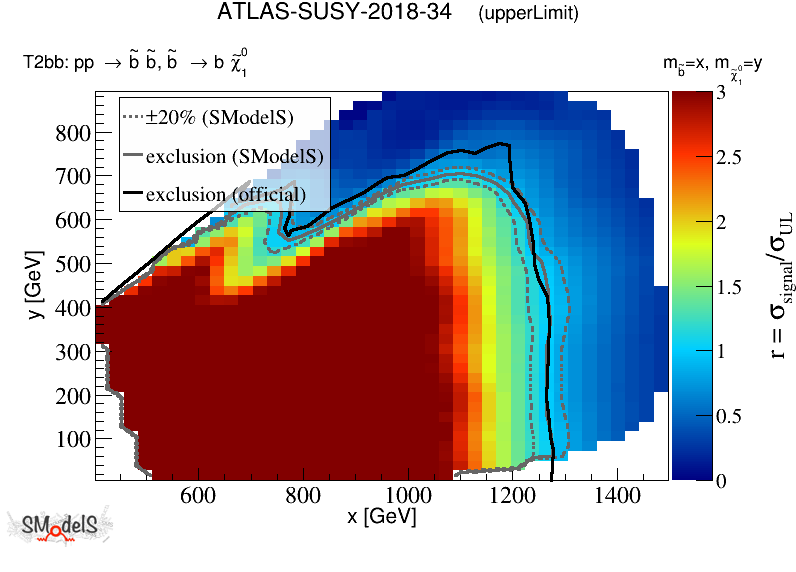 ATLAS-SUSY-2018-34 (upperLimit)
T2bb: pp → b̃ b̃, b̃ → b χ̃₁⁰
m_b̃=x, m_χ̃₁⁰=y
±20% (SModelS)
exclusion (SModelS)
exclusion (official)
y [GeV]
800
700
600
500
400
300
200
100
600
800
1000
1200
1400
x [GeV]
3
2.5
2
1.5
1
0.5
0
r = σ_signal/σ_UL
SModelS